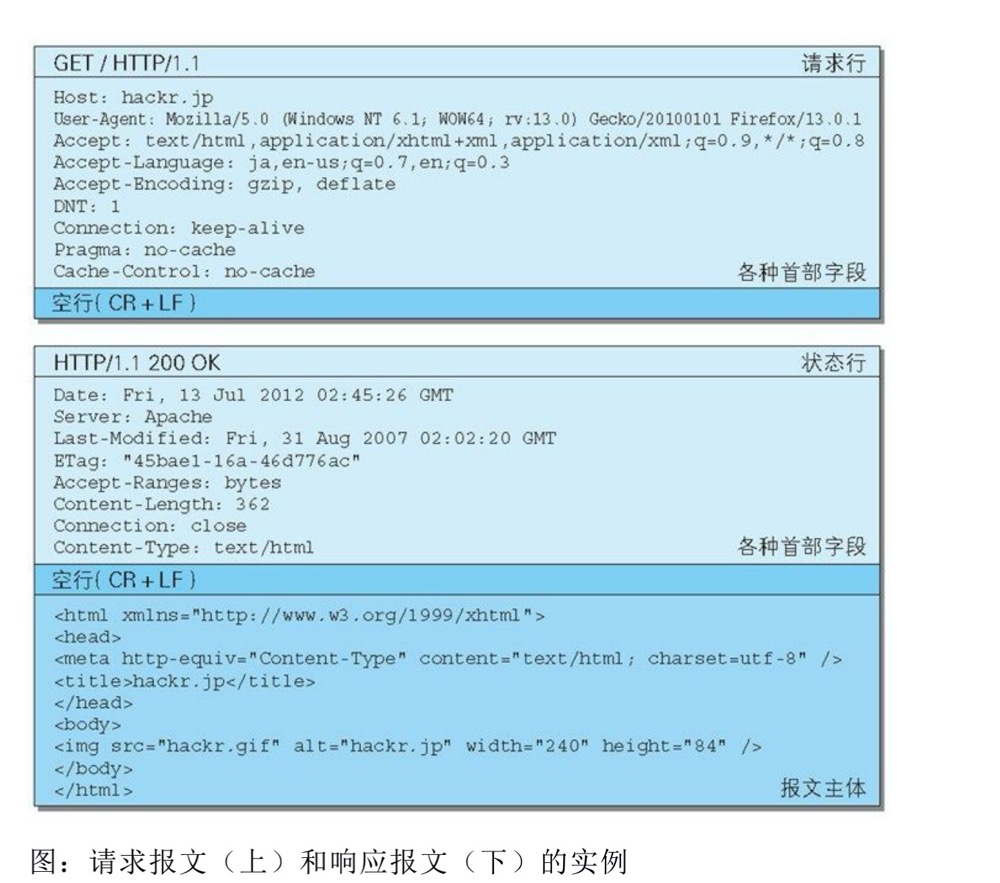 GET / HTTP/1.1 请求行
Host: hackr.jp
User-Agent: Mozilla/5.0 (Windows NT 6.1; WOW64; rv:13.0) Gecko/20100101 Firefox/13.0.1
Accept: text/html,application/xhtml+xml,application/xml;q=0.9,*/*;q=0.8
Accept-Language: ja,en-us;q=0.7,en;q=0.3
Accept-Encoding: gzip, deflate
DNT: 1
Connection: keep-alive
Pragma: no-cache
Cache-Control: no-cache 各种首部字段
空行( CR + LF )
HTTP/1.1 200 OK 状态行
Date: Fri, 13 Jul 2012 02:45:26 GMT
Server: Apache
Last-Modified: Fri, 31 Aug 2007 02:02:20 GMT
ETag: "45bae1-16a-46d776ac"
Accept-Ranges: bytes
Content-Length: 362
Connection: close
Content-Type: text/html 各种首部字段
空行( CR + LF )
<html xmlns="http://www.w3.org/1999/xhtml">
<head>
<meta http-equiv="Content-Type" content="text/html; charset=utf-8" />
<title>hackr.jp</title>
</head>
<body>
<img src="hackr.gif" alt="hackr.jp" width="240" height="84" />
</body>
</html> 报文主体
图：请求报文（上）和响应报文（下）的实例